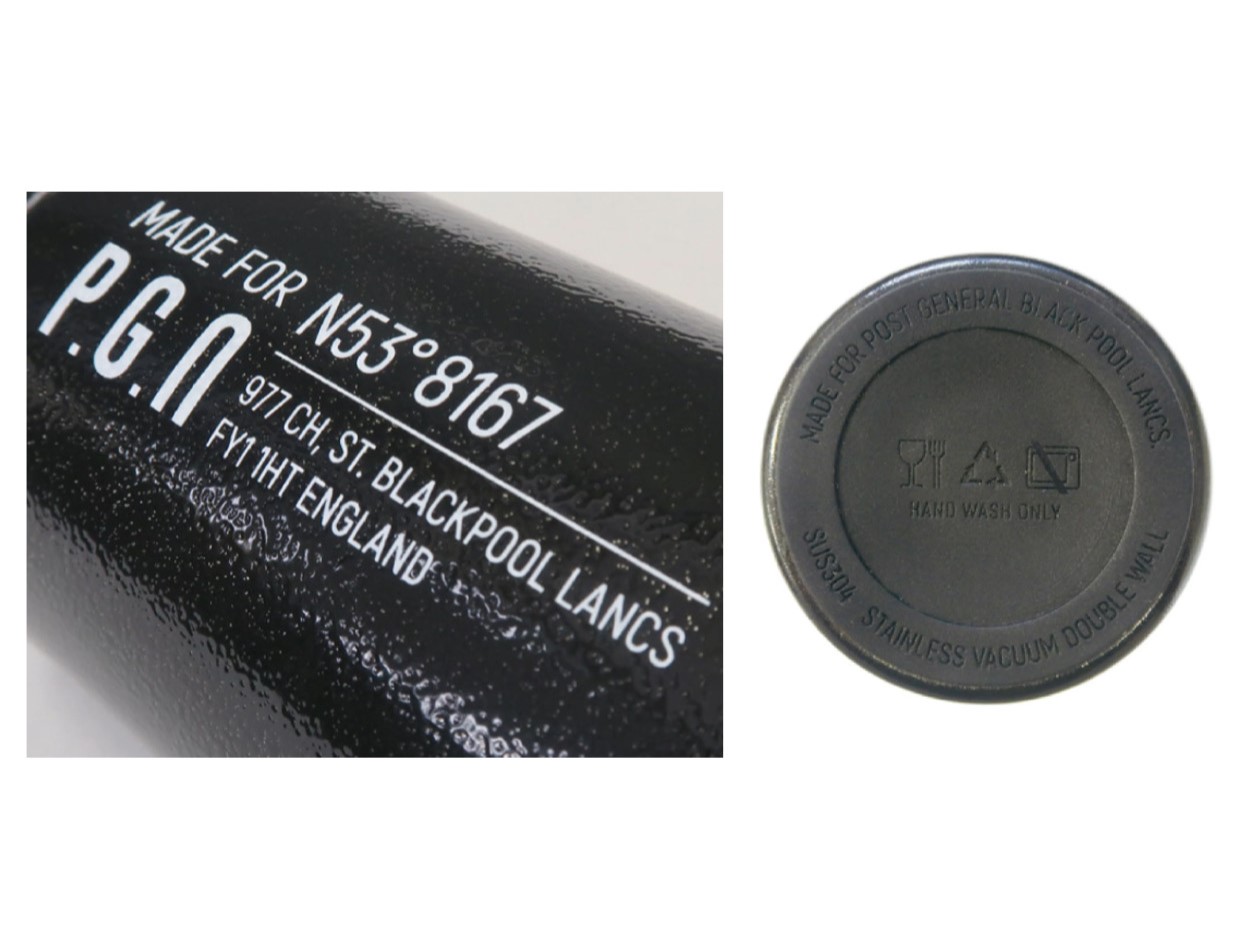 MADE FOR N53°8167
P.G.
977 CH, ST. BLACKPOOL LANCS
FY1 1HT ENGLAND
MADE FOR POST GENERAL BLACK POOL LANCS.
HAND WASH ONLY
SUS304 STAINLESS VACUUM DOUBLE WALL